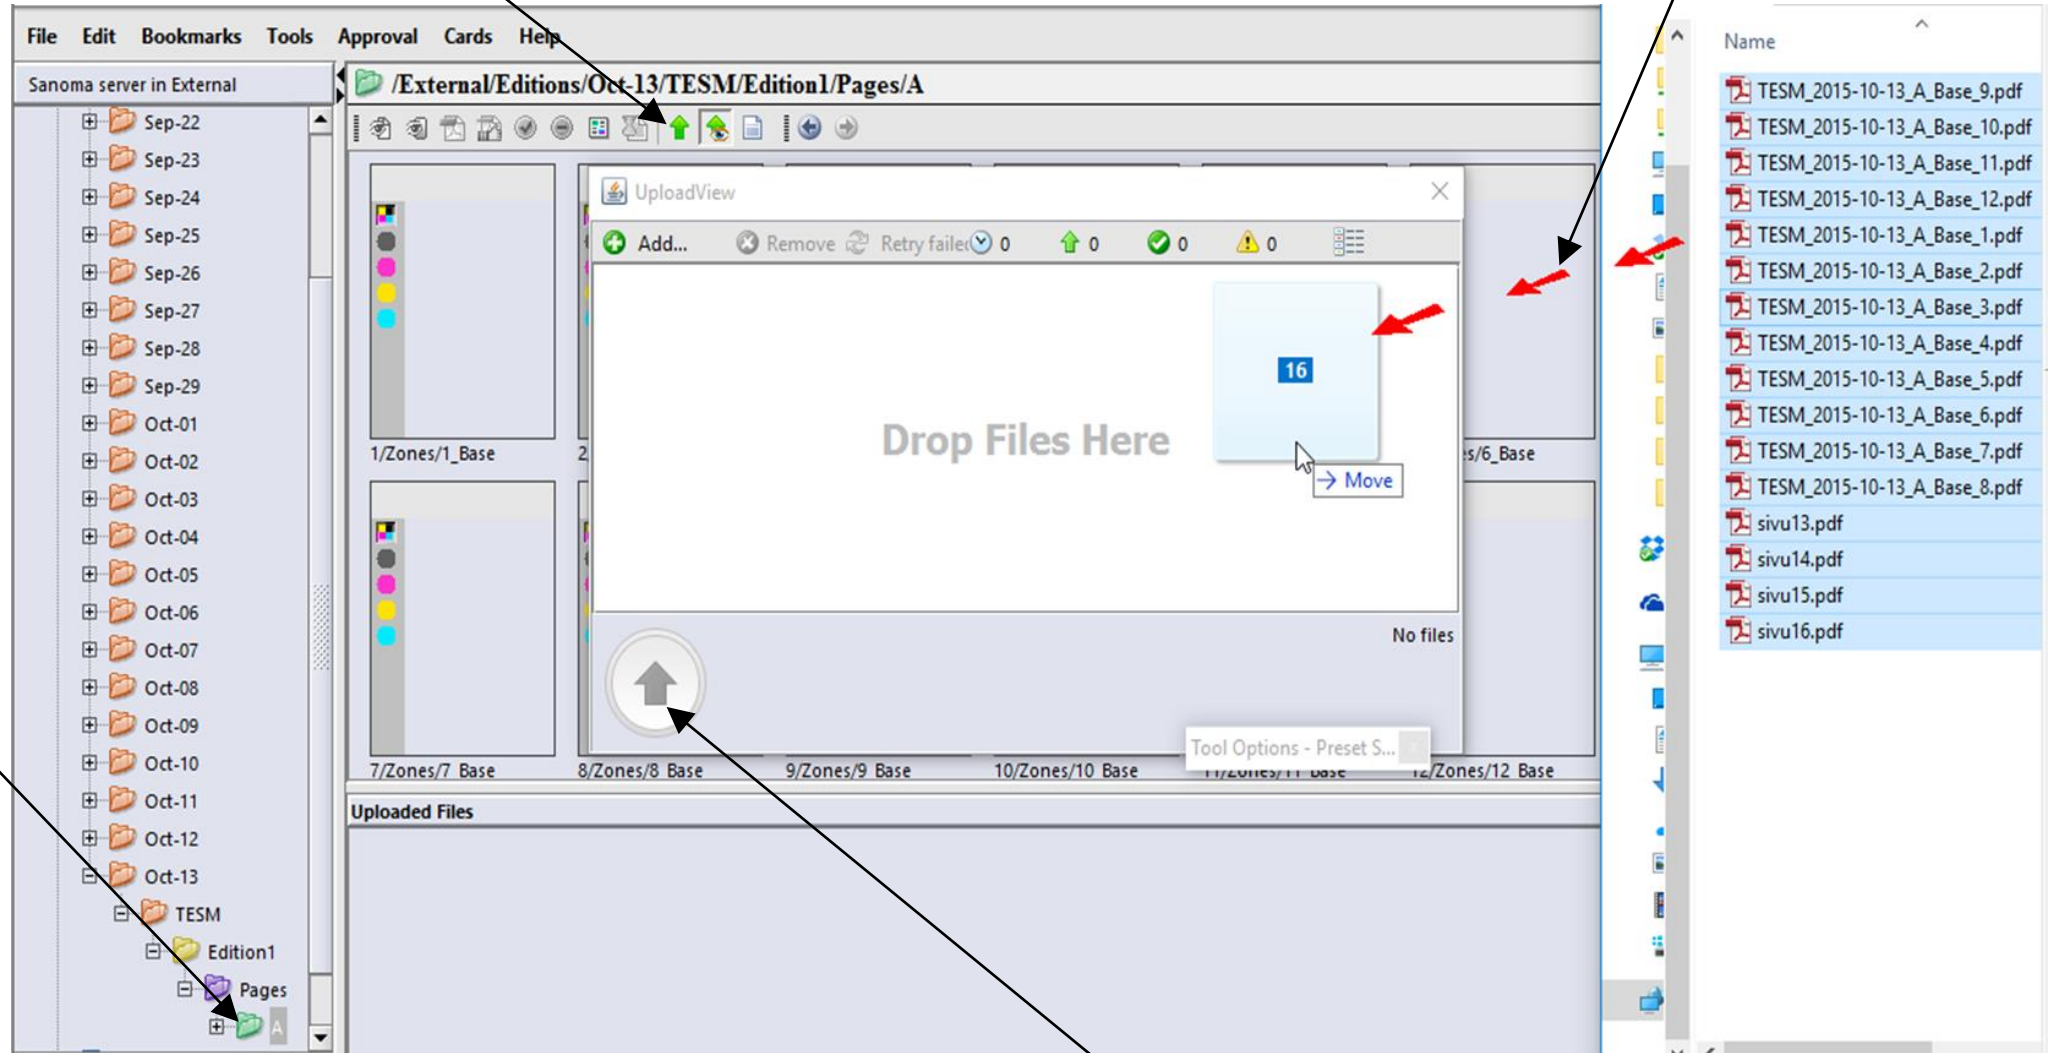 File Edit Bookmarks Tools Approval Cards Help
Sanoma server in External
Sep-22
Sep-23
Sep-24
Sep-25
Sep-26
Sep-27
Sep-28
Sep-29
Oct-01
Oct-02
Oct-03
Oct-04
Oct-05
Oct-06
Oct-07
Oct-08
Oct-09
Oct-10
Oct-11
Oct-12
Oct-13
TESM
Edition1
Pages
A
/External/Editions/Oct-13/TESM/Edition1/Pages/A
UploadView
Add... Remove Retry failed 0 0 0 0
16
Drop Files Here
Move
No files
Tool Options - Preset S...
1/Zones/1_Base 2 s/6_Base
7/Zones/7_Base 8/Zones/8_Base 9/Zones/9_Base 10/Zones/10_Base 11/Zones/11_Base 12/Zones/12_Base
Uploaded Files
Name
TESM_2015-10-13_A_Base_9.pdf
TESM_2015-10-13_A_Base_10.pdf
TESM_2015-10-13_A_Base_11.pdf
TESM_2015-10-13_A_Base_12.pdf
TESM_2015-10-13_A_Base_1.pdf
TESM_2015-10-13_A_Base_2.pdf
TESM_2015-10-13_A_Base_3.pdf
TESM_2015-10-13_A_Base_4.pdf
TESM_2015-10-13_A_Base_5.pdf
TESM_2015-10-13_A_Base_6.pdf
TESM_2015-10-13_A_Base_7.pdf
TESM_2015-10-13_A_Base_8.pdf
sivu13.pdf
sivu14.pdf
sivu15.pdf
sivu16.pdf